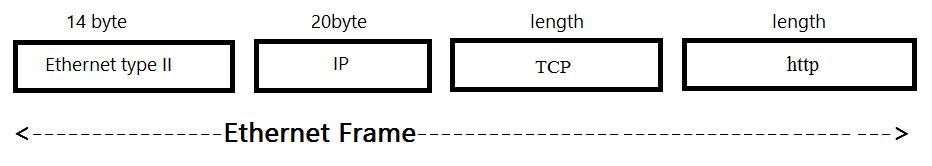 14 byte 20byte length length
Ethernet type II IP TCP http
<----------------Ethernet Frame--------------------------------------- --->